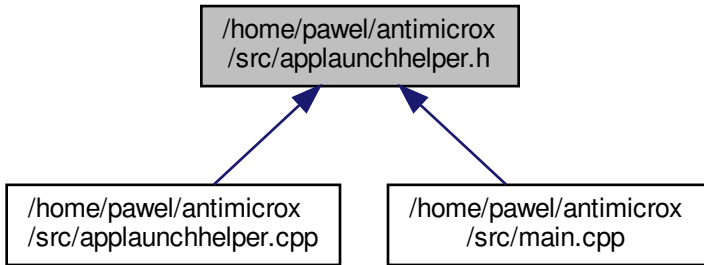 /home/pawel/antimicrox
/src/applaunchhelper.h
/home/pawel/antimicrox
/src/applaunchhelper.cpp
/home/pawel/antimicrox
/src/main.cpp